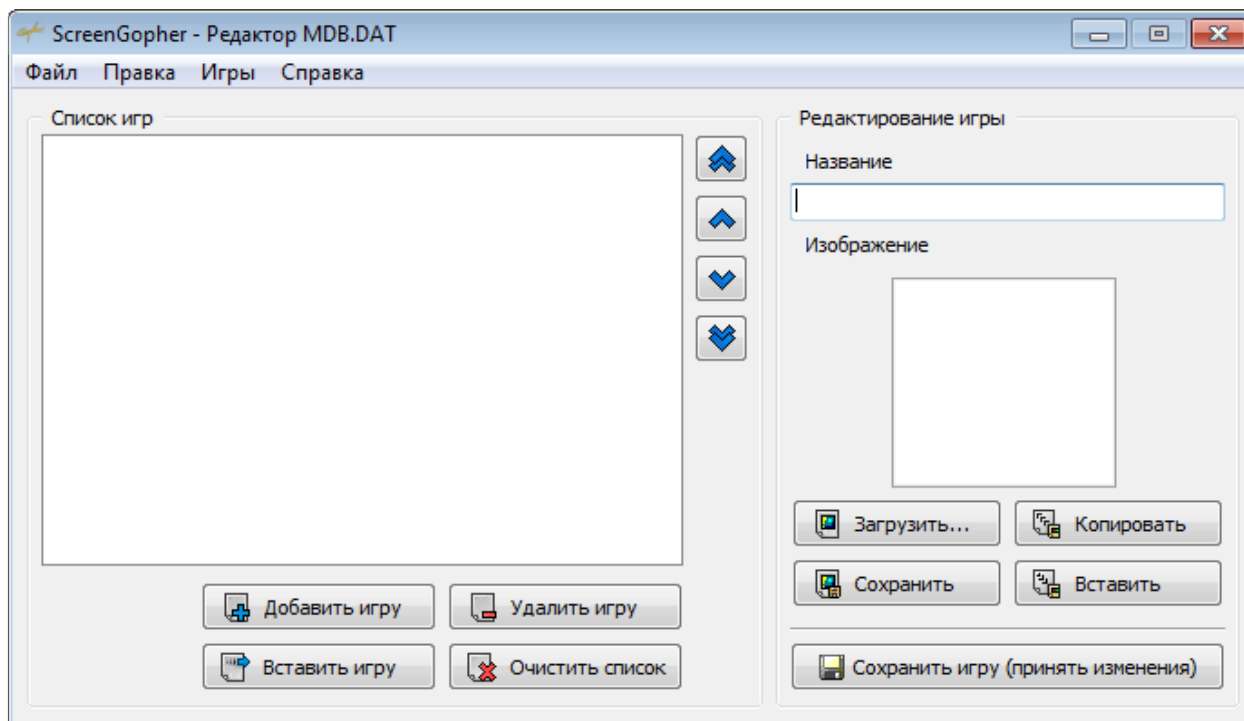 ScreenGopher - Редактор MDB.DAT
Файл Правка Игры Справка
Список игр
Добавить игру Удалить игру
Вставить игру Очистить список
Редактирование игры
Название
Изображение
Загрузить... Копировать
Сохранить Вставить
Сохранить игру (принять изменения)